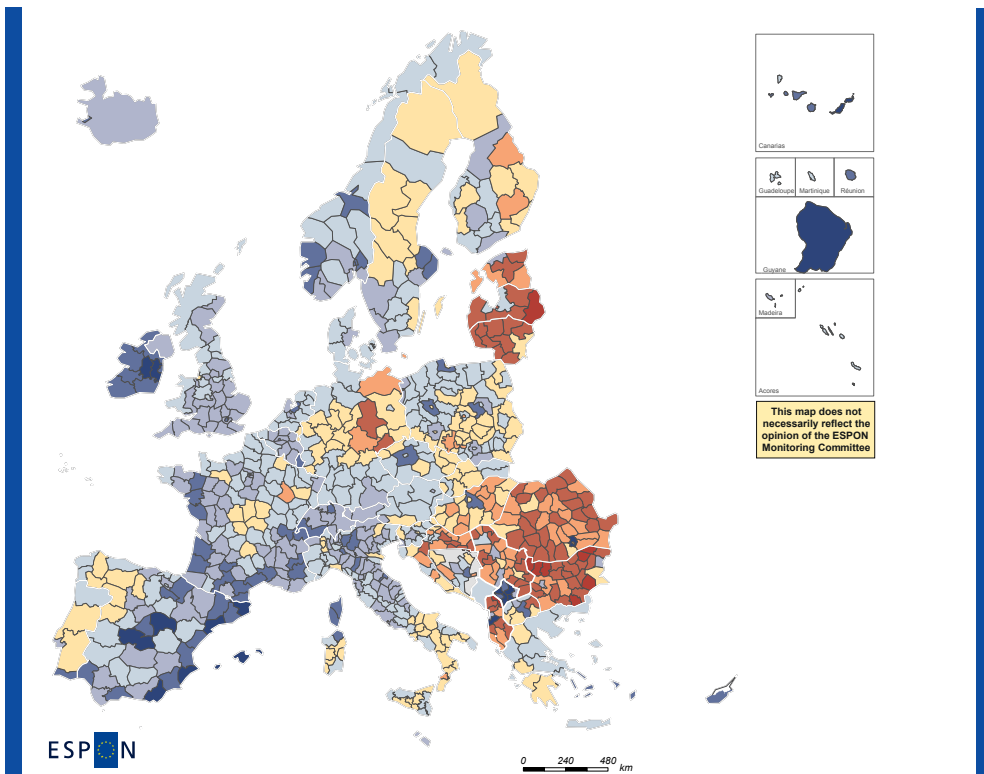 Canarias
Guadeloupe Martinique Réunion
Guyane
Madeira
Acores
This map does not
necessarily reflect the
opinion of the ESPON
Monitoring Committee
ESPON
0 240 480
km